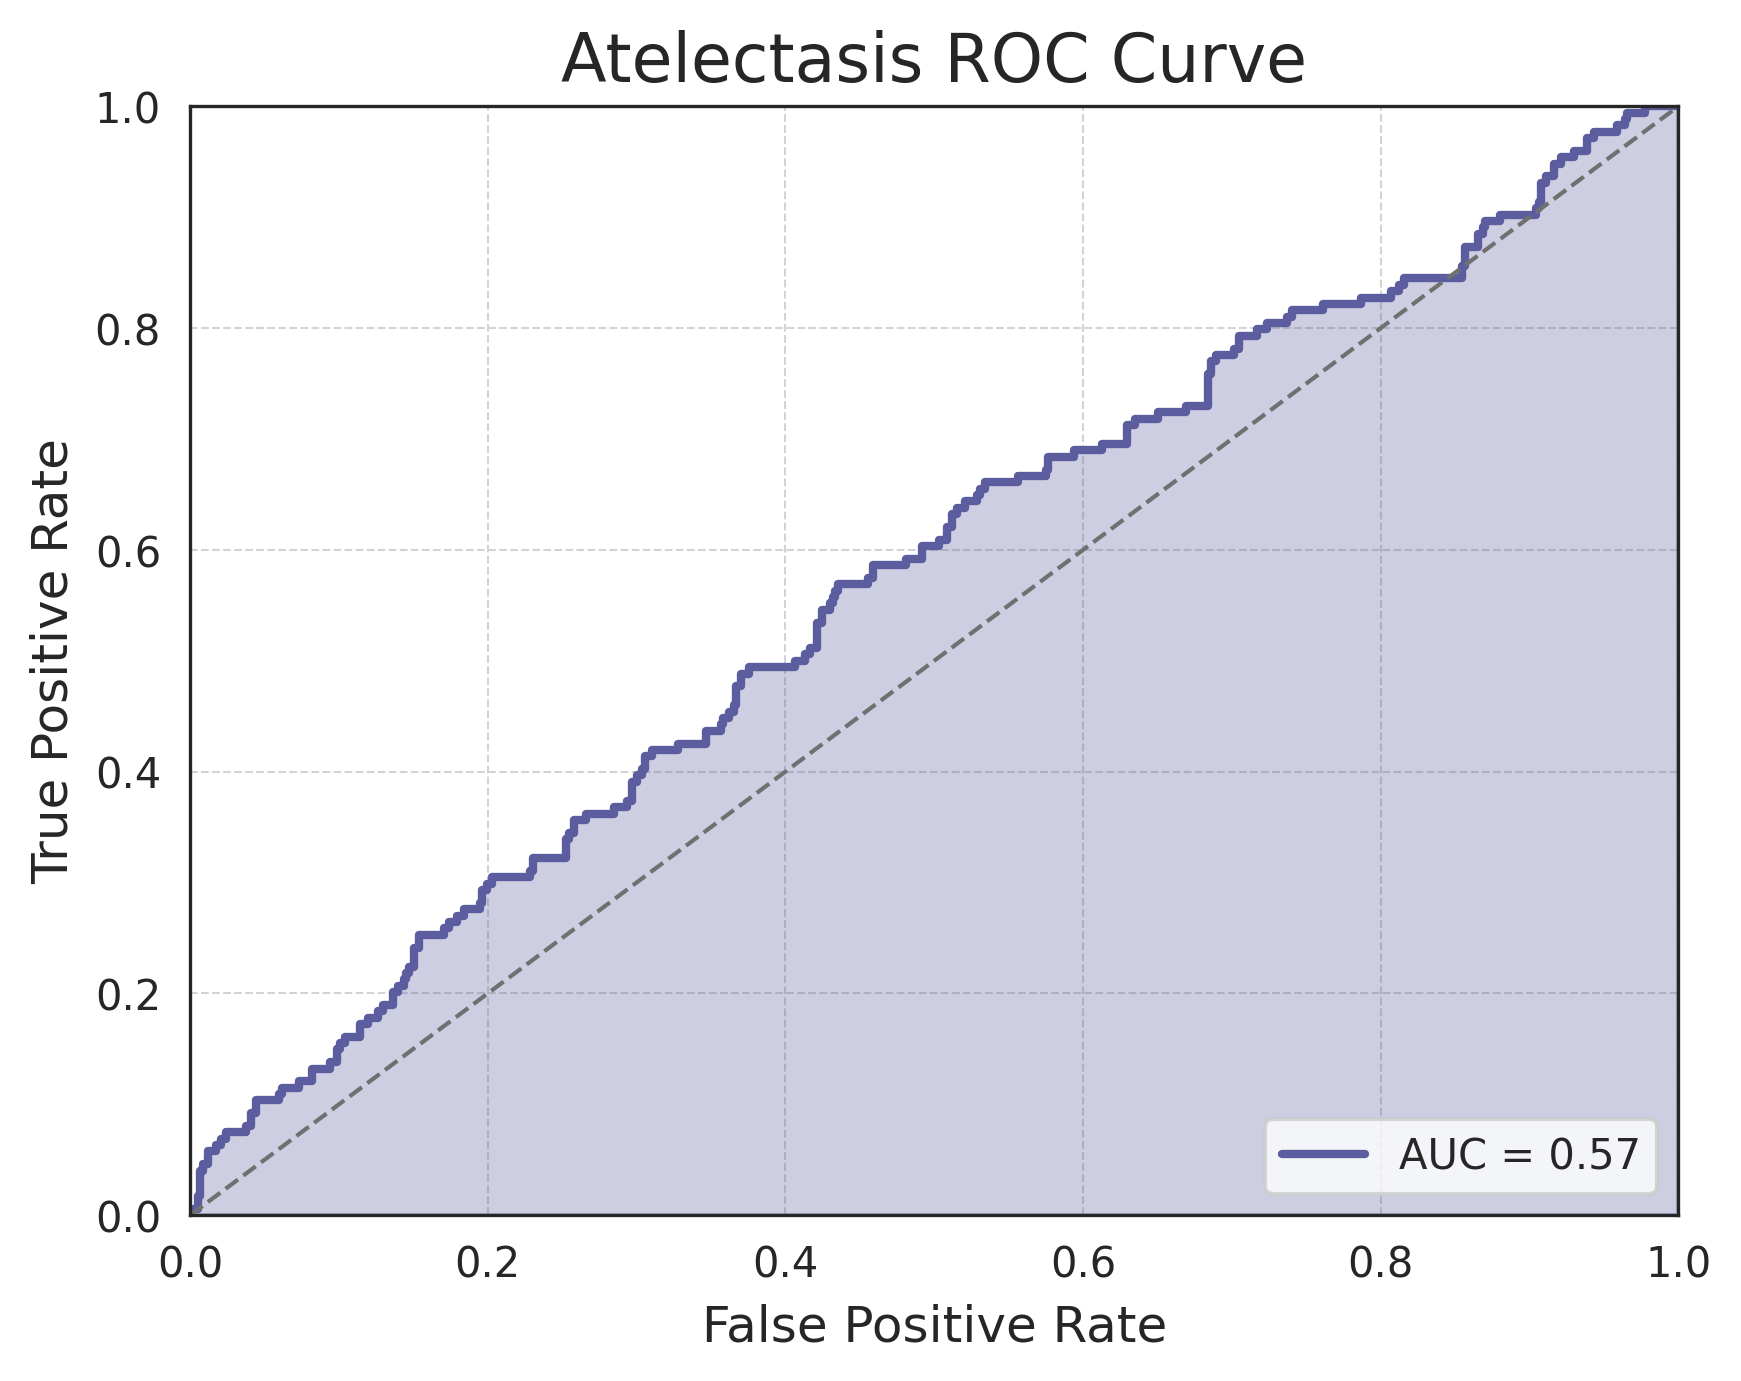 Atelectasis ROC Curve
1.0
0.8
0.6
0.4
0.2
0.0
True Positive Rate
AUC = 0.57
0.0 0.2 0.4 0.6 0.8 1.0
False Positive Rate